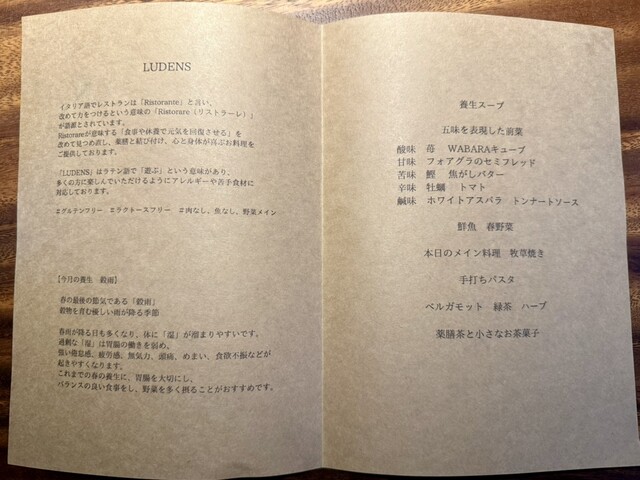 LUDENS
イタリア語でレストランは「Ristorante」と言い、
改めて力をつけるという意味の「Ristorare（リストラーレ）」
が語源とされています。
Ristorareが意味する「食事や休養で元気を回復させる」を
改めて見つめ直し、薬膳と結び付け、心と身体が喜ぶお料理を
ご提供しております。
「LUDENS」はラテン語で「遊ぶ」という意味があり、
多くの方に楽しんでいただけるようにアレルギーや苦手食材に
対応しております。
#グルテンフリー #ラクトースフリー #肉なし、魚なし、野菜メイン
【今月の養生 穀雨】
春の最後の節気である「穀雨」
穀物を育む優しい雨が降る季節
春雨が降る日も多くなり、体に「湿」が溜まりやすいです。
過剰な「湿」は胃腸の働きを弱め、
強い倦怠感、疲労感、無気力、頭痛、めまい、食欲不振などが
起きやすくなります。
これまでの春の養生に、胃腸を大切にし、
バランスの良い食事をし、野菜を多く摂ることがおすすめです。
養生スープ
五味を表現した前菜
酸味 苺 WABARAキューブ
甘味 フォアグラのセミフレッド
苦味 鰹 焦がしバター
辛味 牡蠣 トマト
鹹味 ホワイトアスパラ トンナートソース
鮮魚 春野菜
本日のメイン料理 牧草焼き
手打ちパスタ
ベルガモット 緑茶 ハーブ
薬膳茶と小さなお茶菓子